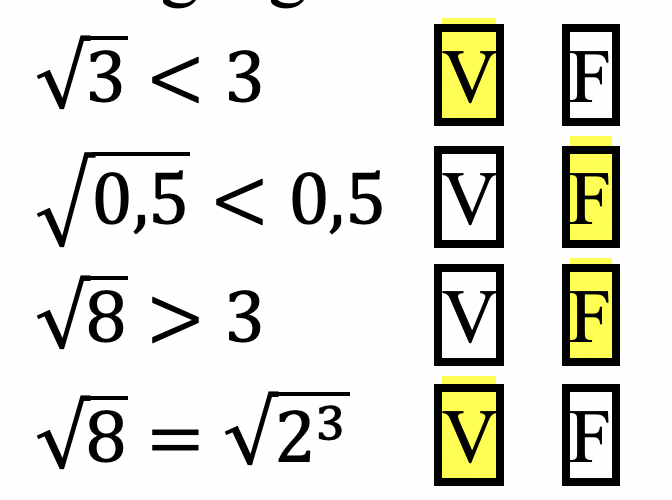 √3 < 3 V F
√0,5 < 0,5 V F
√8 > 3 V F
√8 = √2³ V F